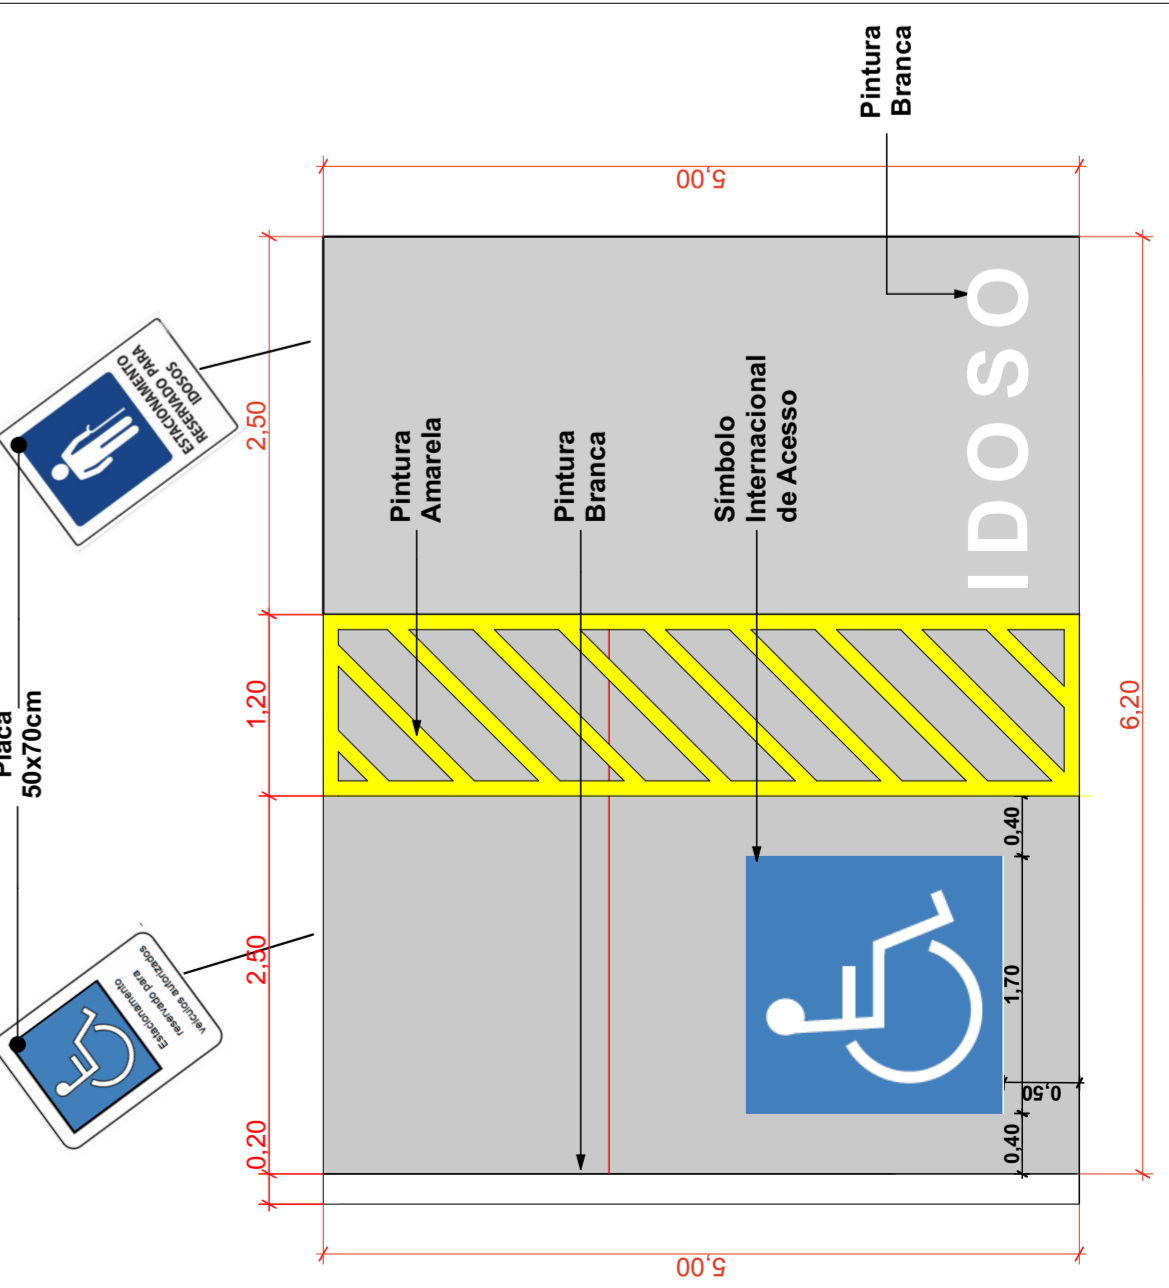 Placa
50x70cm
Estacionamento
reservado para
veículos autorizados
ESTACIONAMENTO
RESERVADO PARA
IDOSOS
0,20
2,50
1,20
2,50
5,00
5,00
6,20
Pintura
Amarela
Pintura
Branca
Símbolo
Internacional
de Acesso
Pintura
Branca
IDOSO
0,40
1,70
0,40
0,50